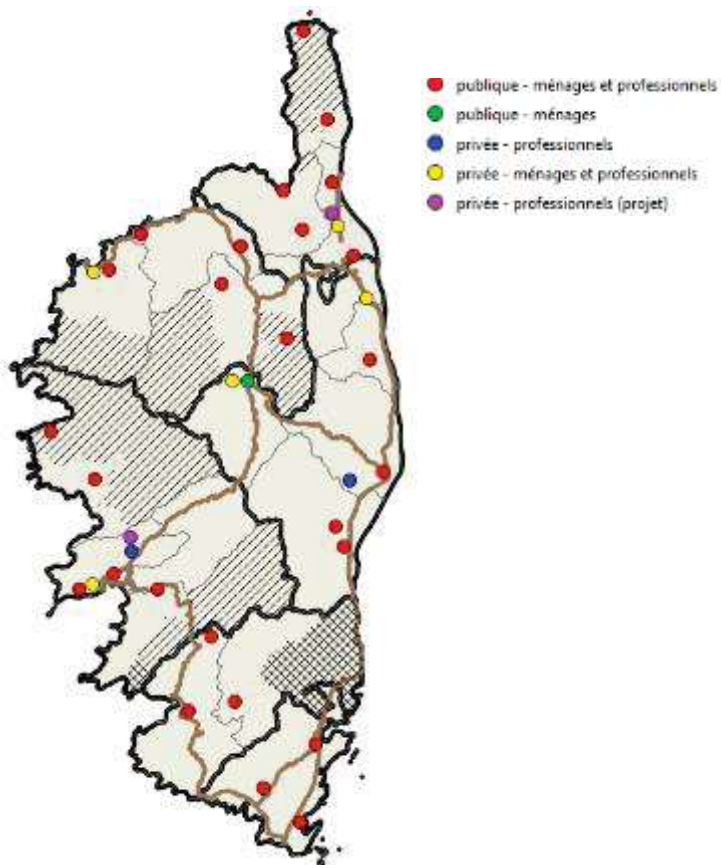 publique - ménages et professionnels
publique - ménages
privée - professionnels
privée - ménages et professionnels
privée - professionnels (projet)